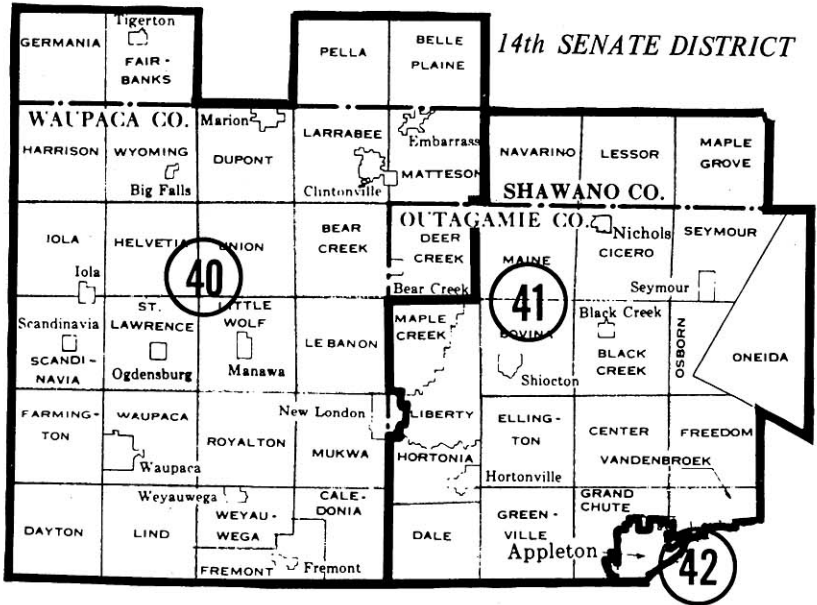 14th SENATE DISTRICT
Tigerton
GERMANIA
FAIR-
BANKS
PELLA
BELLE
PLAINE
WAUPACA CO.
Marion
LARRABEE
Embarrass
NAVARINO
LESSOR
MAPLE
GROVE
HARRISON
WYOMING
DUPONT
Big Falls
Clintonville
MATTESON
SHAWANO CO.
OUTAGAMIE CO.
IOLA
HELVETIA
UNION
BEAR
CREEK
DEER
CREEK
MAINE
Nichols
CICERO
SEYMOUR
40
Iola
Bear Creek
41
Seymour
Scandinavia
ST.
LAWRENCE
LITTLE
WOLF
LEBANON
MAPLE
CREEK
BOVINA
Black Creek
BLACK
CREEK
OSBORN
ONEIDA
SCANDI-
NAVIA
Ogdensburg
Manawa
Shiocton
FARMING-
TON
WAUPACA
ROYALTON
New London
MUKWA
LIBERTY
ELLING-
TON
CENTER
FREEDOM
VANDENBROEK
Waupaca
HORTONIA
Hortonville
Weyauwega
CALE-
DONIA
GRAND
CHUTE
DAYTON
LIND
WEYAU-
WEGA
DALE
GREEN-
VILLE
Appleton
42
FREMONT
Fremont